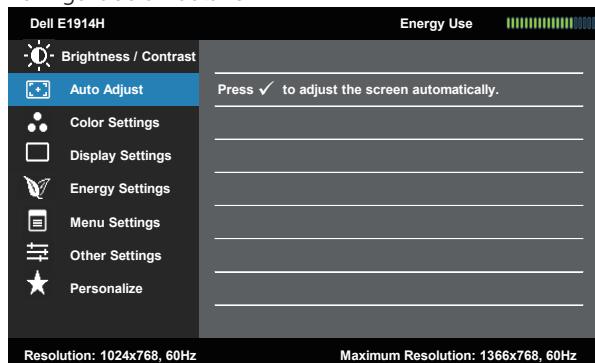 Dell E1914H Energy Use
Brightness / Contrast
Auto Adjust Press ✓ to adjust the screen automatically.
Color Settings
Display Settings
Energy Settings
Menu Settings
Other Settings
Personalize
Resolution: 1024x768, 60Hz Maximum Resolution: 1366x768, 60Hz